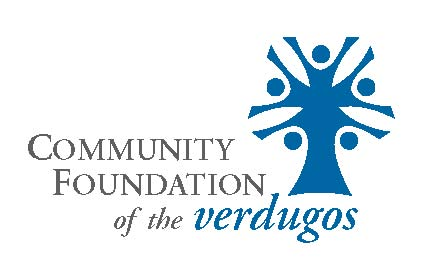 COMMUNITY
FOUNDATION
of the verdugos